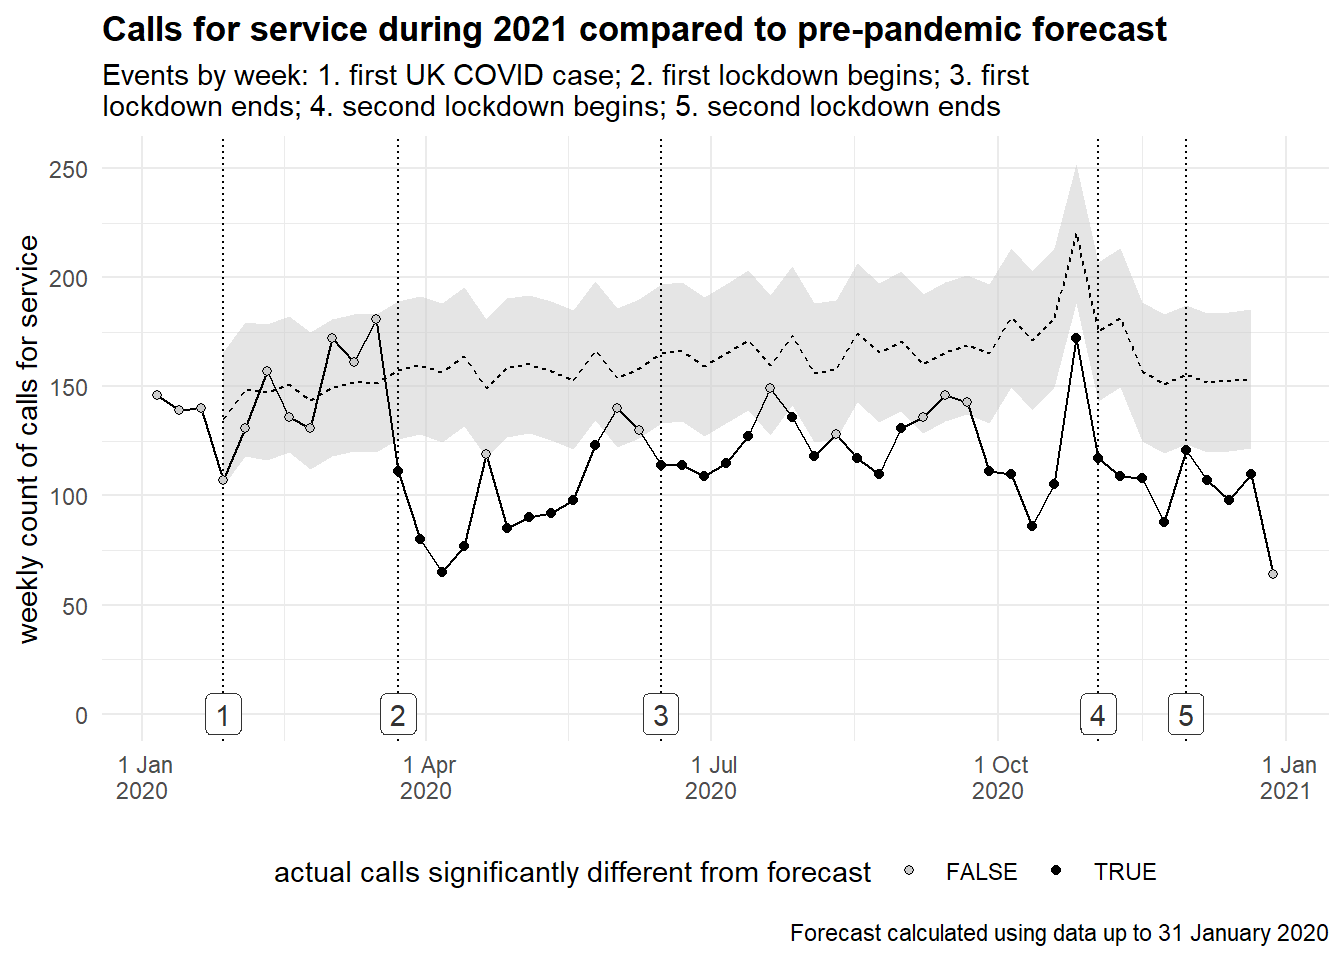 Calls for service during 2021 compared to pre-pandemic forecast
Events by week: 1. first UK COVID case; 2. first lockdown begins; 3. first
lockdown ends; 4. second lockdown begins; 5. second lockdown ends
weekly count of calls for service
250
200
150
100
50
0
1
2
3
4
5
1 Jan
2020
1 Apr
2020
1 Jul
2020
1 Oct
2020
1 Jan
2021
actual calls significantly different from forecast FALSE TRUE
Forecast calculated using data up to 31 January 2020